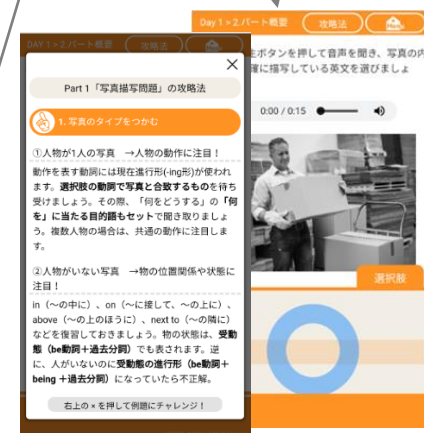 Day 1 > 2.パート概要
攻略法
生ボタンを押して音声を聞き、写真の内
確に描写している英文を選びましょ
0:00 / 0:15
選択肢
DAY 1 > 2.パート概要
攻略法
×
Part 1「写真描写問題」の攻略法
1. 写真のタイプをつかむ
①人物が1人の写真　→人物の動作に注目！
動作を表す動詞には現在進行形(-ing形)が使われ
ます。選択肢の動詞で写真と合致するものを待ち
受けましょう。その際、「何をどうする」の「何
を」に当たる目的語もセットで聞き取りましょ
う。複数人物の場合は、共通の動作に注目しま
す。
②人物がいない写真　→物の位置関係や状態に
注目！
in（～の中に）、on（～に接して、～の上に）、
above（～の上のほうに）、next to（～の隣に）
などを復習しておきましょう。物の状態は、受動
態（be動詞＋過去分詞）でも表されます。逆
に、人がいないのに受動態の進行形（be動詞＋
being ＋過去分詞）になっていたら不正解。
右上の × を押して例題にチャレンジ！